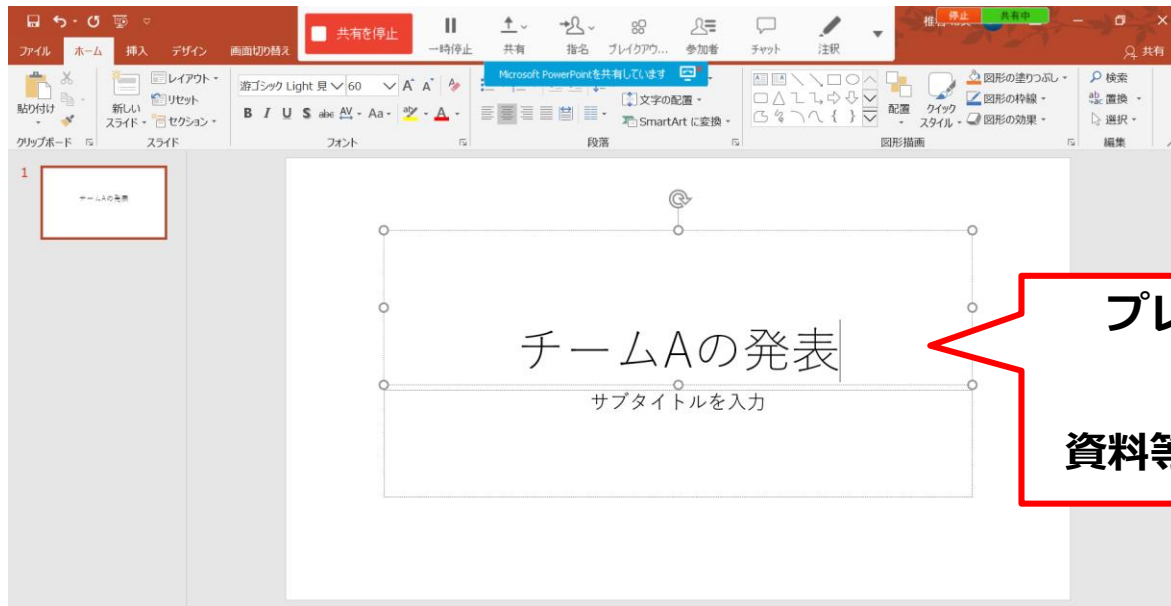 停止 共有中
共有を停止 一時停止 共有 指名 ブレイクアウ... 参加者 チャット 注釈
ファイル ホーム 挿入 デザイン 画面切り替え 共有
Microsoft PowerPointを共有しています
貼り付け 新しい スライド レイアウト リセット セクション
游ゴシック Light 見 60
B I U S abc AV Aa A
文字の配置
SmartArt に変換
配置 クイック スタイル
図形の塗りつぶし
図形の枠線
図形の効果
検索
置換
選択
クリップボード スライド フォント 段落 図形描画 編集
1
チームAの発表
チームAの発表
サブタイトルを入力
プレ
資料等